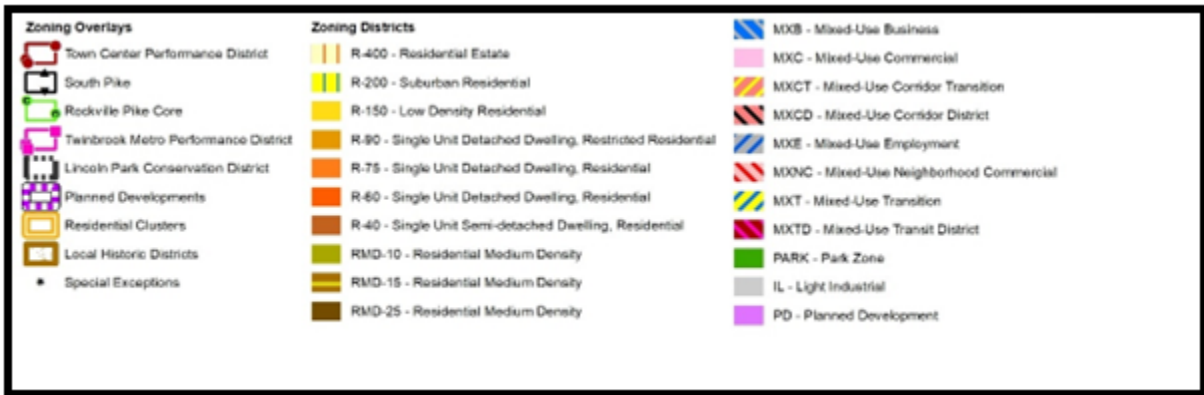 Zoning Overlays
Town Center Performance District
South Pike
Rockville Pike Core
Twinbrook Metro Performance District
Lincoln Park Conservation District
Planned Developments
Residential Clusters
Local Historic Districts
Special Exceptions
Zoning Districts
R-400 - Residential Estate
R-200 - Suburban Residential
R-150 - Low Density Residential
R-90 - Single Unit Detached Dwelling, Restricted Residential
R-75 - Single Unit Detached Dwelling, Residential
R-60 - Single Unit Detached Dwelling, Residential
R-40 - Single Unit Semi-detached Dwelling, Residential
RMD-10 - Residential Medium Density
RMD-15 - Residential Medium Density
RMD-25 - Residential Medium Density
MXB - Mixed-Use Business
MXC - Mixed-Use Commercial
MXCT - Mixed-Use Corridor Transition
MXCD - Mixed-Use Corridor District
MXE - Mixed-Use Employment
MXNC - Mixed-Use Neighborhood Commercial
MXT - Mixed-Use Transition
MXTD - Mixed-Use Transit District
PARK - Park Zone
IL - Light Industrial
PD - Planned Development